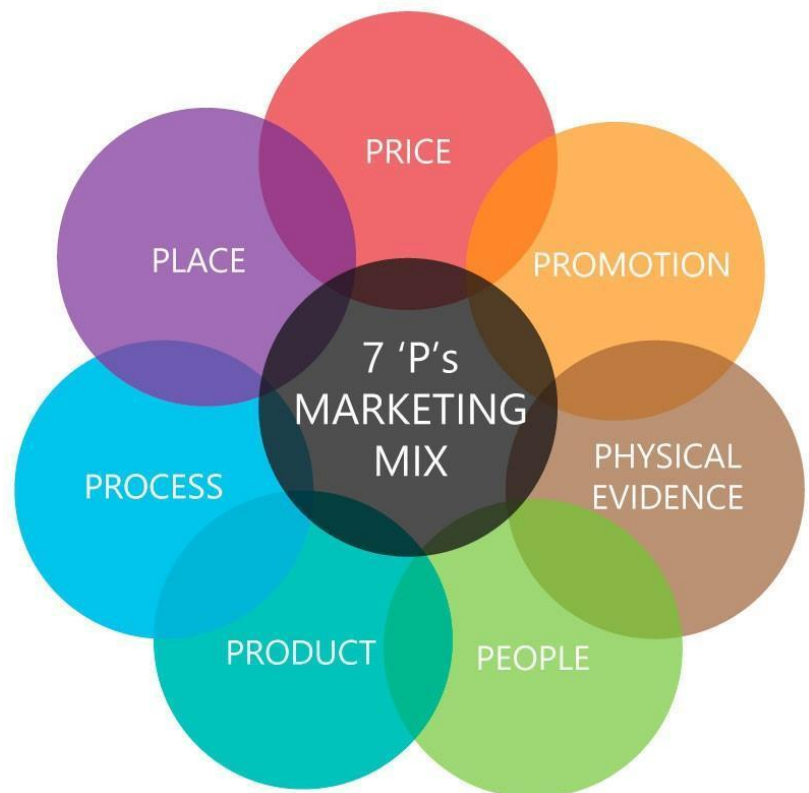 PRICE
PLACE
PROMOTION
7 ‘P’s
MARKETING
MIX
PHYSICAL
EVIDENCE
PROCESS
PRODUCT
PEOPLE